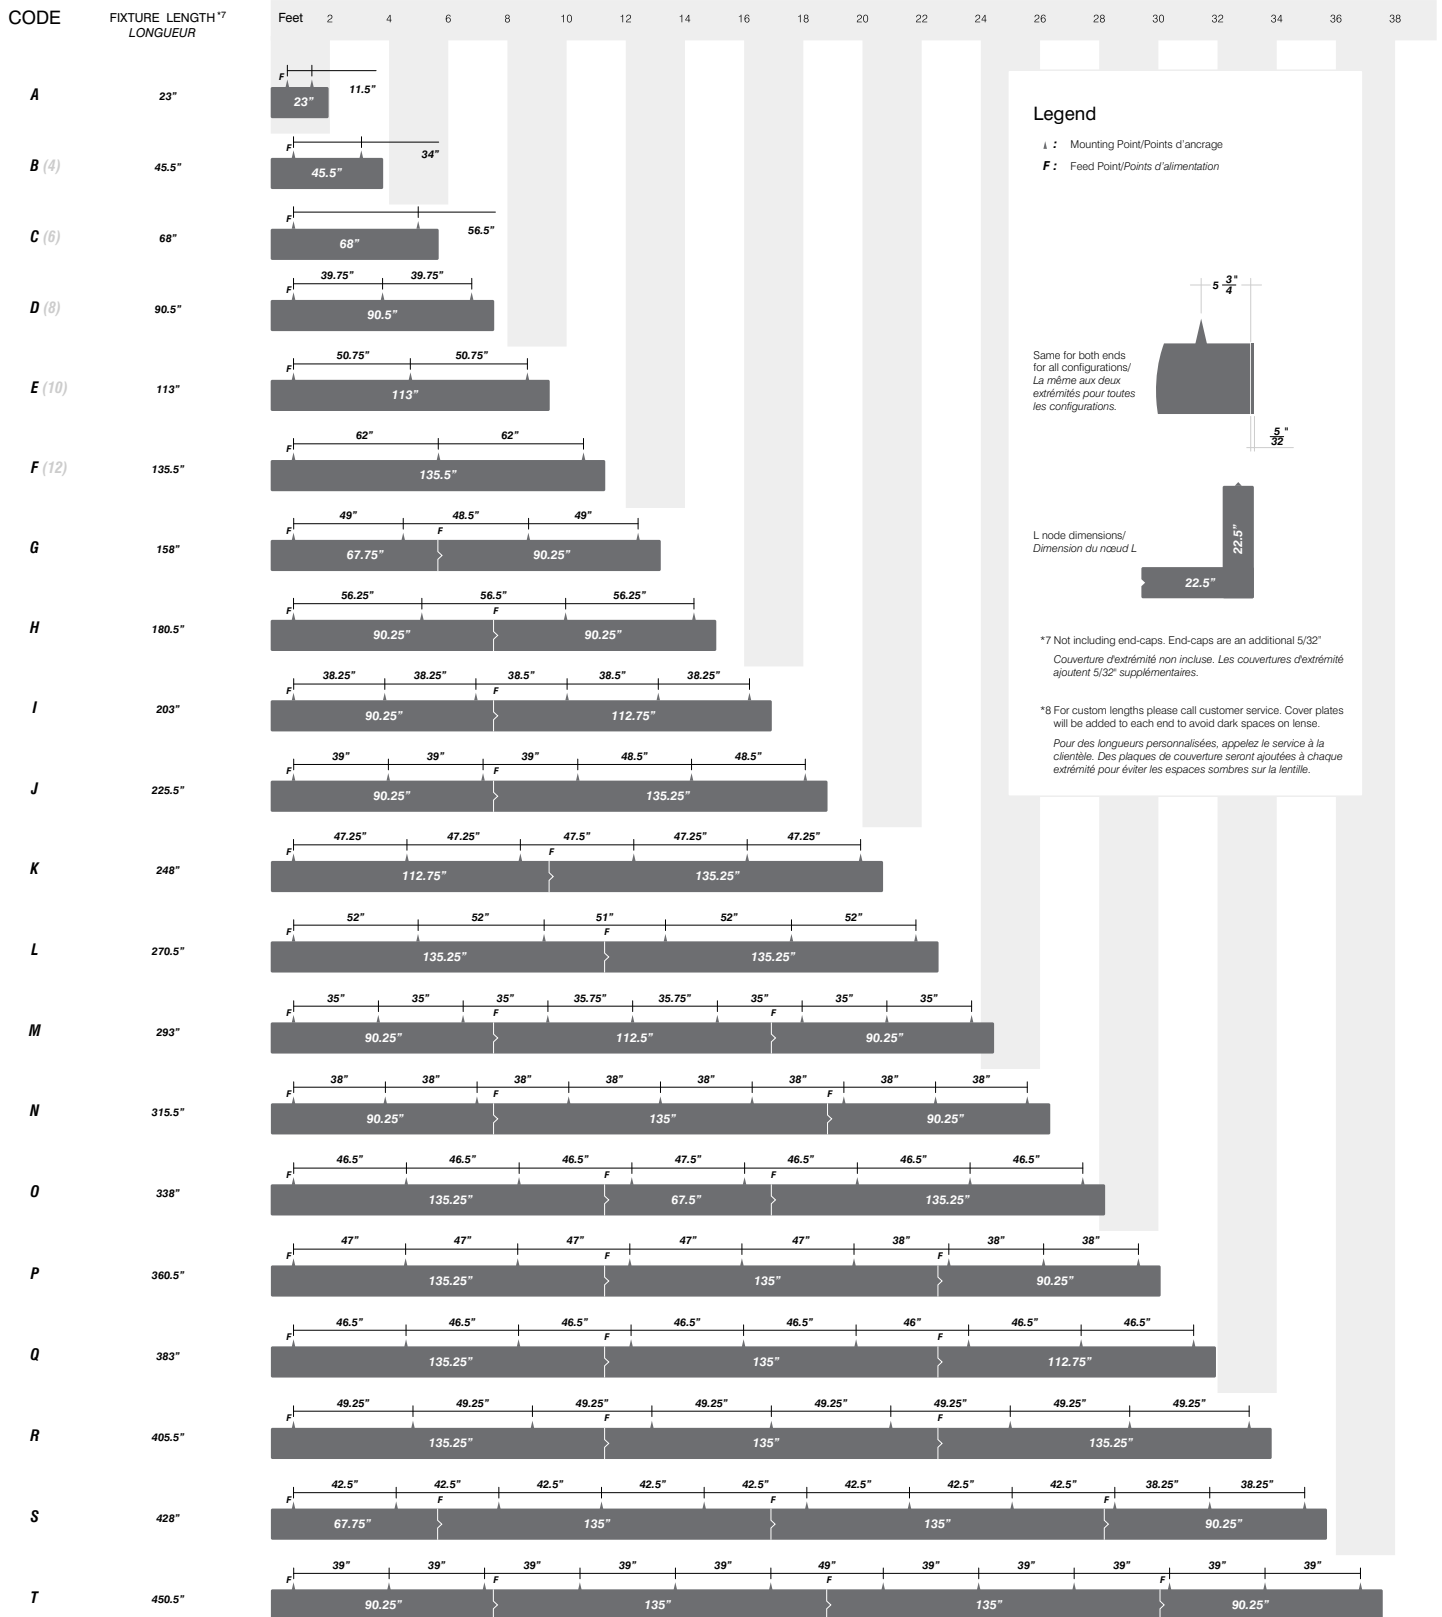 CODE FIXTURE LENGTH*7 Feet 2 4 6 8 10 12 14 16 18 20 22 24 26 28 30 32 34 36 38
LONGUEUR
F 11.5"
A 23" 23"
F 34"
B (4) 45.5" 45.5"
F 56.5"
C (6) 68" 68"
39.75" 39.75"
F
D (8) 90.5" 90.5"
50.75" 50.75"
F
E (10) 113" 113"
62" 62"
F
F (12) 135.5" 135.5"
49" 48.5" 49"
F F
G 158" 67.75" 90.25"
56.25" 56.5" 56.25"
F F
H 180.5" 90.25" 90.25"
38.25" 38.25" 38.5" 38.5" 38.25"
F F
I 203" 90.25" 112.75"
39" 39" 39" 48.5" 48.5"
F F
J 225.5" 90.25" 135.25"
47.25" 47.25" 47.5" 47.25" 47.25"
F F
K 248" 112.75" 135.25"
52" 52" 51" 52" 52"
F F
L 270.5" 135.25" 135.25"
35" 35" 35" 35.75" 35.75" 35" 35" 35"
F F F
M 293" 90.25" 112.5" 90.25"
38" 38" 38" 38" 38" 38" 38" 38"
F F F
N 315.5" 90.25" 135" 90.25"
46.5" 46.5" 46.5" 47.5" 46.5" 46.5" 46.5"
F F F
O 338" 135.25" 67.5" 135.25"
47" 47" 47" 47" 47" 38" 38" 38"
F F F
P 360.5" 135.25" 135" 90.25"
46.5" 46.5" 46.5" 46.5" 46.5" 46" 46.5" 46.5"
F F F
Q 383" 135.25" 135" 112.75"
49.25" 49.25" 49.25" 49.25" 49.25" 49.25" 49.25" 49.25"
F F F
R 405.5" 135.25" 135" 135.25"
42.5" 42.5" 42.5" 42.5" 42.5" 42.5" 42.5" 42.5" 38.25" 38.25"
F F F F
S 428" 67.75" 135" 135" 90.25"
39" 39" 39" 39" 39" 49" 39" 39" 39" 39" 39"
F F F F
T 450.5" 90.25" 135" 135" 90.25"
Legend
: Mounting Point/Points d'ancrage
F : Feed Point/Points d'alimentation
5 3/4"
Same for both ends
for all configurations/
La même aux deux
extrémités pour toutes
les configurations.
5/32"
L node dimensions/
Dimension du nœud L
22.5"
22.5"
*7 Not including end-caps. End-caps are an additional 5/32"
Couverture d'extrémité non incluse. Les couvertures d'extrémité
ajoutent 5/32" supplémentaires.
*8 For custom lengths please call customer service. Cover plates
will be added to each end to avoid dark spaces on lense.
Pour des longueurs personnalisées, appelez le service à la
clientèle. Des plaques de couverture seront ajoutées à chaque
extrémité pour éviter les espaces sombres sur la lentille.